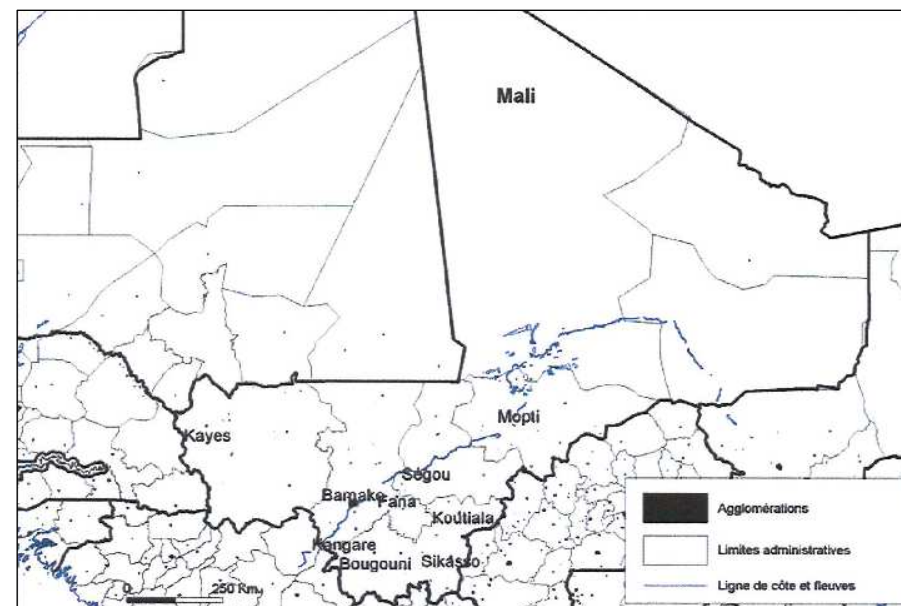 Mali
Mopti
Kayes
Ségou
Bamako
Fana
Koutiala
Kangare
Bougouni
Sikasso
0
250 Km
Agglomérations
Limites administratives
Ligne de côte et fleuves